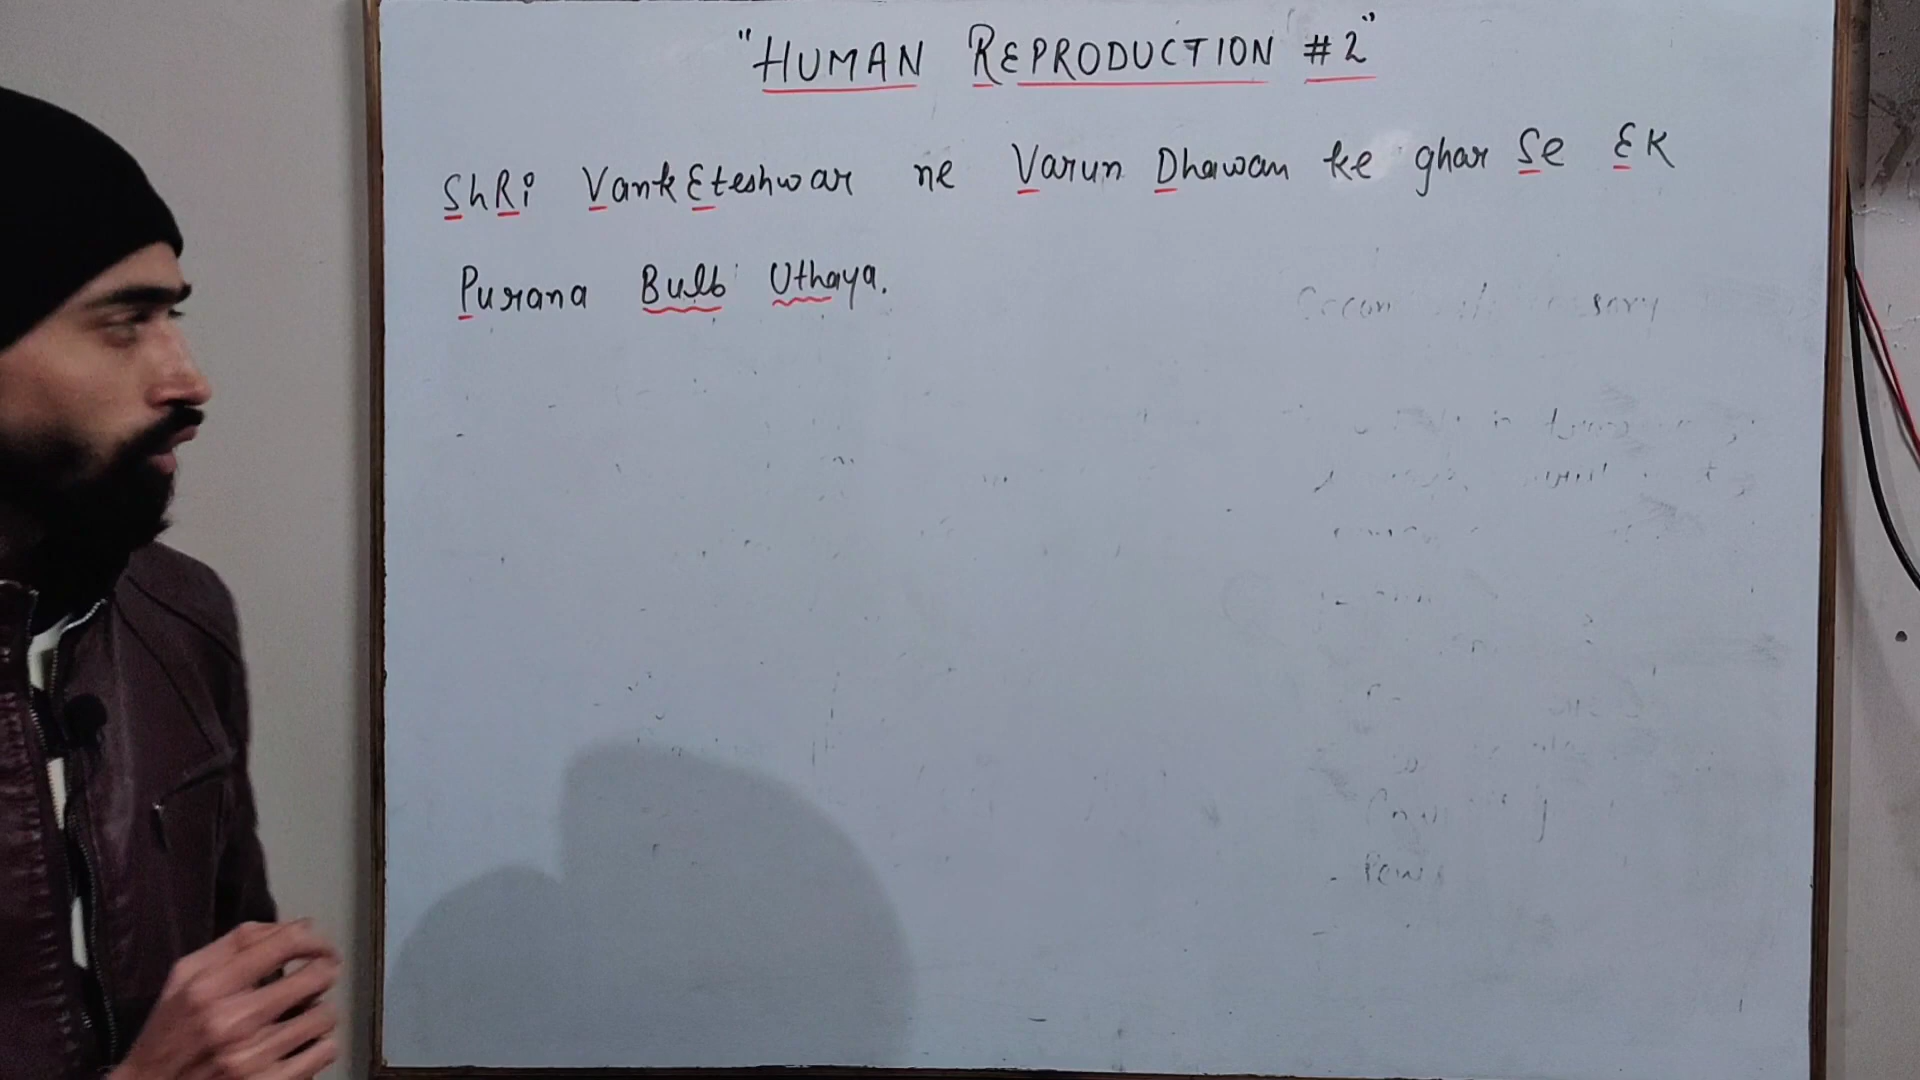 "HUMAN REPRODUCTION #2"
ShRi VankEteshwar ne Varun Dhawan ke ghar Se EK
Purana Bulb Uthaya.